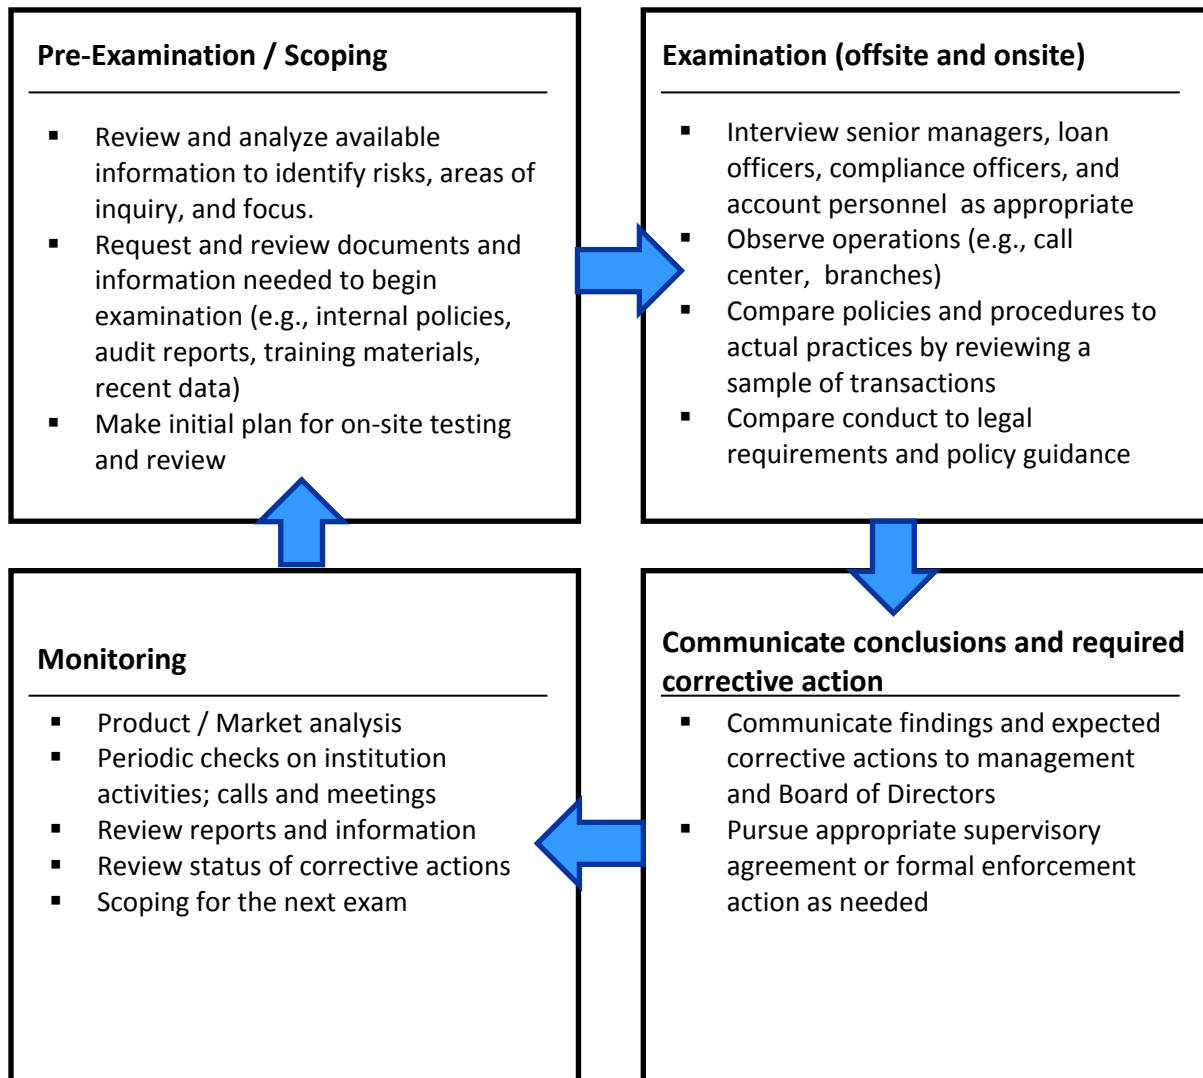 Pre-Examination / Scoping
▪ Review and analyze available
information to identify risks, areas of
inquiry, and focus.
▪ Request and review documents and
information needed to begin
examination (e.g., internal policies,
audit reports, training materials,
recent data)
▪ Make initial plan for on-site testing
and review
Examination (offsite and onsite)
▪ Interview senior managers, loan
officers, compliance officers, and
account personnel as appropriate
▪ Observe operations (e.g., call
center, branches)
▪ Compare policies and procedures to
actual practices by reviewing a
sample of transactions
▪ Compare conduct to legal
requirements and policy guidance
Communicate conclusions and required
corrective action
▪ Communicate findings and expected
corrective actions to management
and Board of Directors
▪ Pursue appropriate supervisory
agreement or formal enforcement
action as needed
Monitoring
▪ Product / Market analysis
▪ Periodic checks on institution
activities; calls and meetings
▪ Review reports and information
▪ Review status of corrective actions
▪ Scoping for the next exam